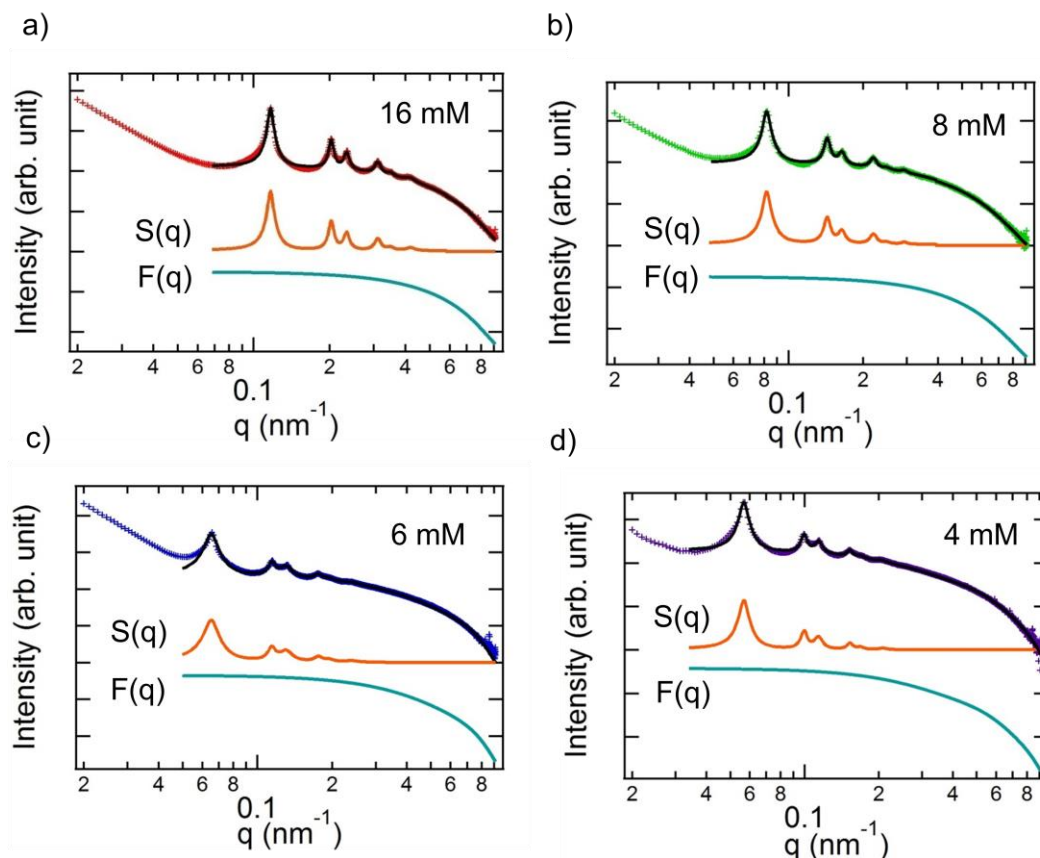 a)
Intensity (arb. unit)
16 mM
S(q)
F(q)
2 4 6 8 2 4 6 8
0.1
q (nm⁻¹)
b)
Intensity (arb. unit)
8 mM
S(q)
F(q)
2 4 6 8 2 4 6 8
0.1
q (nm⁻¹)
c)
Intensity (arb. unit)
6 mM
S(q)
F(q)
2 4 6 8 2 4 6 8
0.1
q (nm⁻¹)
d)
Intensity (arb. unit)
4 mM
S(q)
F(q)
2 4 6 8 2 4 6 8
0.1
q (nm⁻¹)